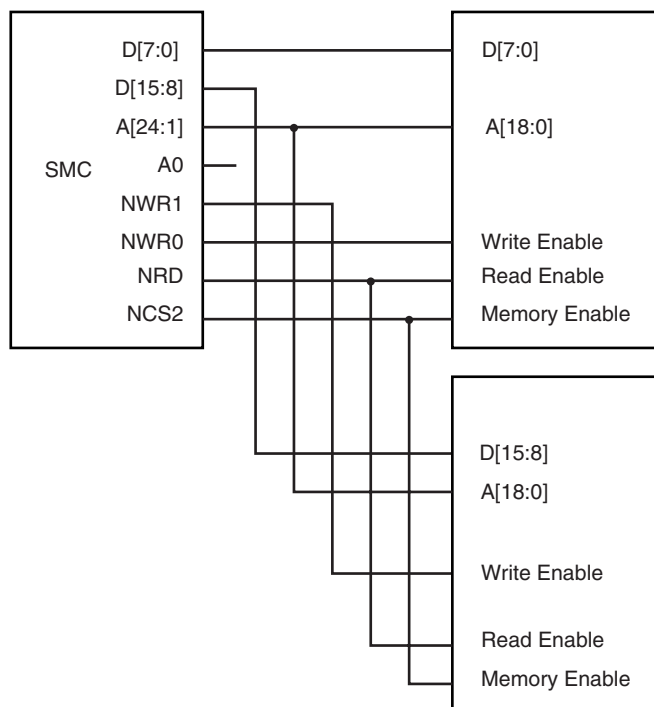 D[7:0]
D[15:8]
A[24:1]
SMC
A0
NWR1
NWR0
NRD
NCS2
D[7:0]
A[18:0]
Write Enable
Read Enable
Memory Enable
D[15:8]
A[18:0]
Write Enable
Read Enable
Memory Enable